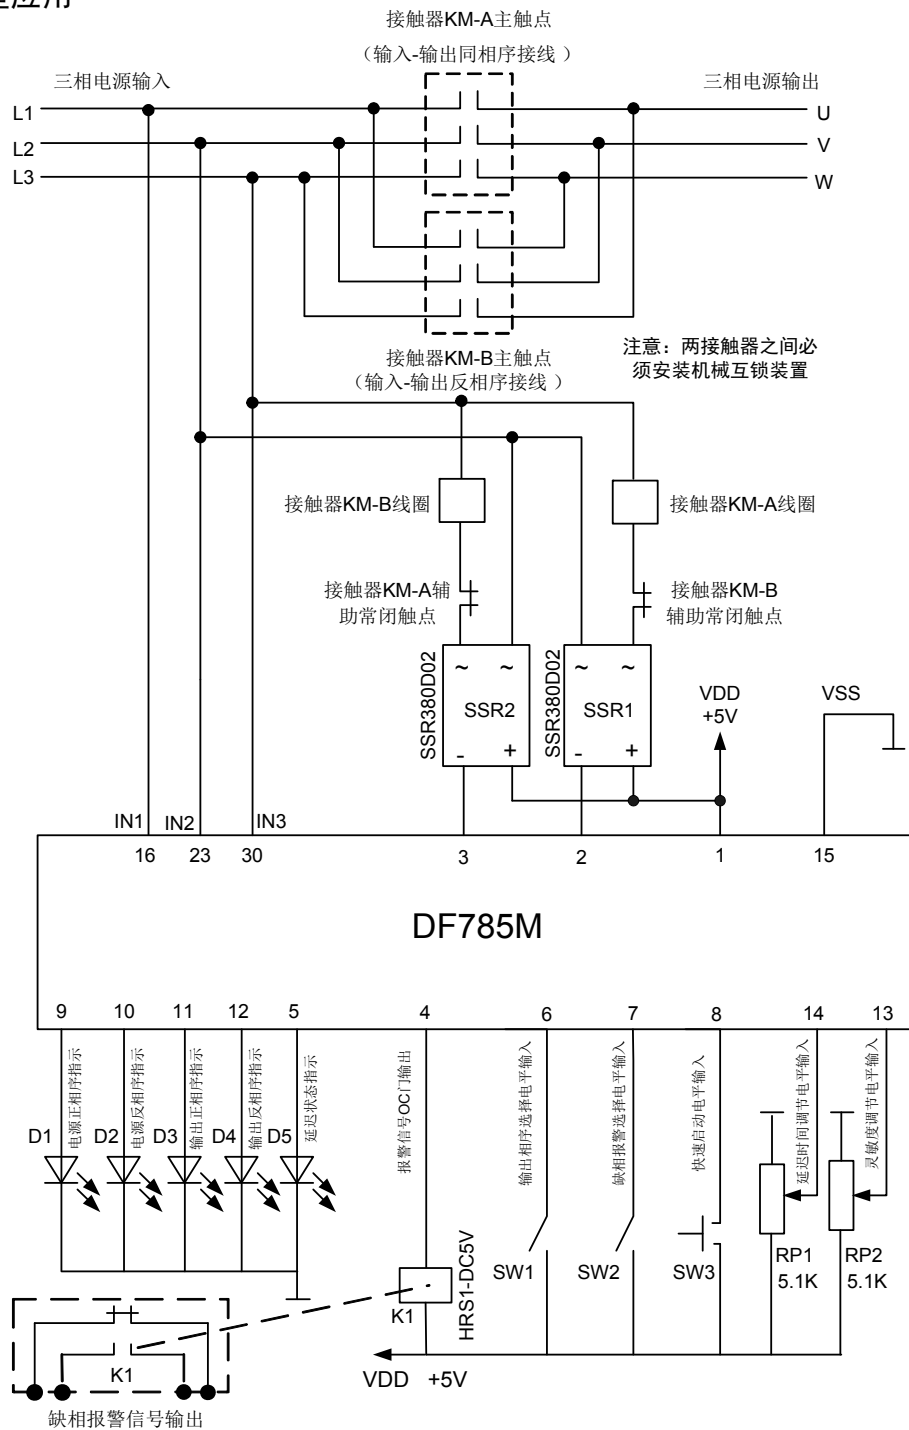 接触器KM-A主触点
（输入-输出同相序接线 ）
三相电源输入
三相电源输出
L1
U
L2
V
L3
W
接触器KM-B主触点
（输入-输出反相序接线 ）
注意：两接触器之间必
须安装机械互锁装置
接触器KM-B线圈
接触器KM-A线圈
接触器KM-A辅
助常闭触点
接触器KM-B
辅助常闭触点
SSR380D02
~ ~
SSR2
- +
SSR380D02
~ ~
SSR1
- +
VDD
+5V
VSS
IN1
IN2
IN3
16
23
30
3
2
1
15
DF785M
9
10
11
12
5
4
6
7
8
14
13
电源正相序指示
电源反相序指示
输出正相序指示
输出反相序指示
延迟状态指示
报警信号OC门输出
输出相序选择电平输入
缺相报警选择电平输入
快速启动电平输入
延迟时间调节电平输入
灵敏度调节电平输入
D1
D2
D3
D4
D5
SW1
SW2
SW3
RP1
5.1K
RP2
5.1K
K1
HRS1-DC5V
K1
VDD +5V
缺相报警信号输出